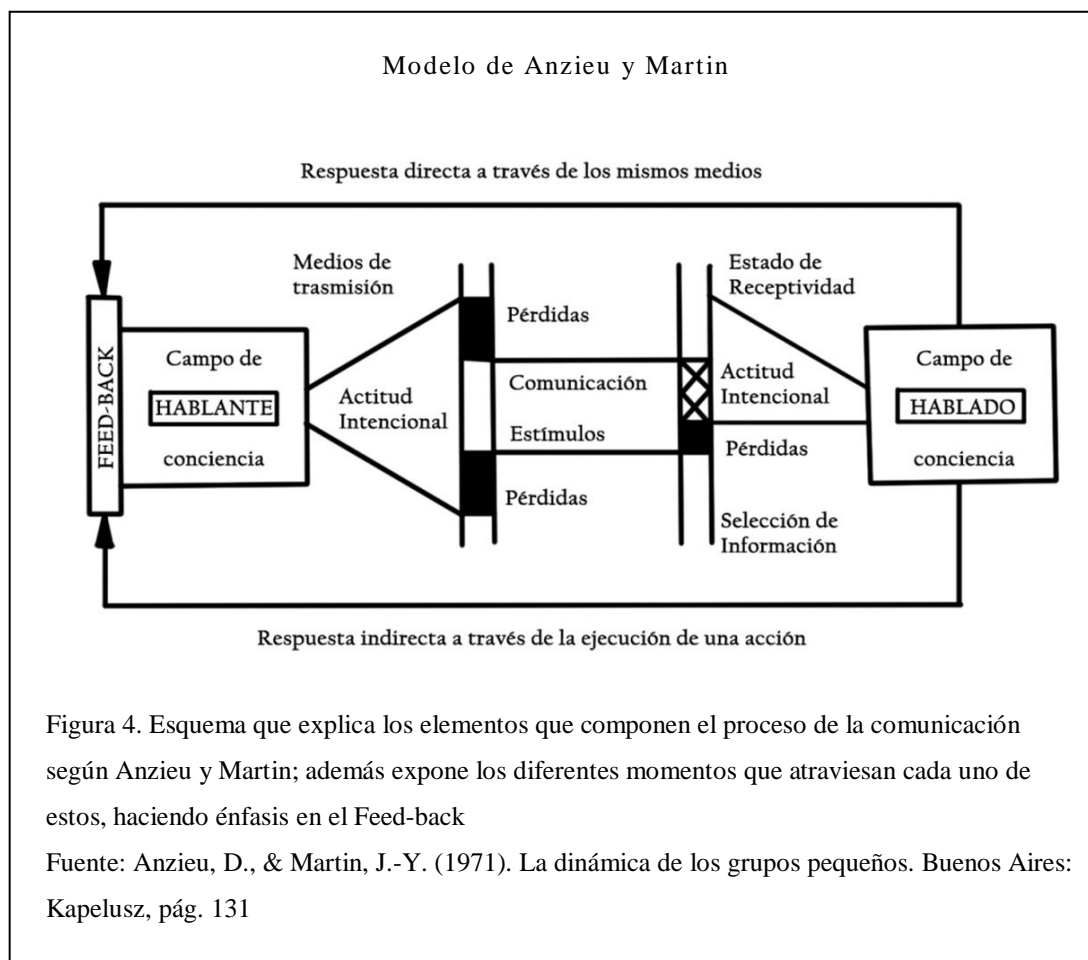 Modelo de Anzieu y Martin
Respuesta directa a través de los mismos medios
Medios de
trasmisión
Estado de
Receptividad
FEED-BACK
Campo de
HABLANTE
conciencia
Actitud
Intencional
Pérdidas
Comunicación
Estímulos
Pérdidas
Actitud
Intencional
Pérdidas
Selección de
Información
Campo de
HABLADO
conciencia
Respuesta indirecta a través de la ejecución de una acción
Figura 4. Esquema que explica los elementos que componen el proceso de la comunicación
según Anzieu y Martin; además expone los diferentes momentos que atraviesan cada uno de
estos, haciendo énfasis en el Feed-back
Fuente: Anzieu, D., & Martin, J.-Y. (1971). La dinámica de los grupos pequeños. Buenos Aires:
Kapelusz, pág. 131